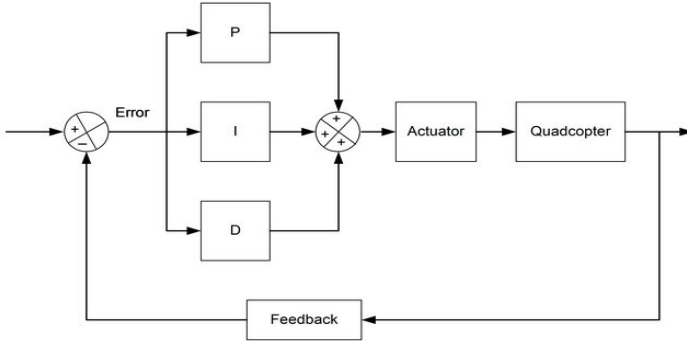 P
Error
+
−
I
+
+
+
Actuator
Quadcopter
D
Feedback